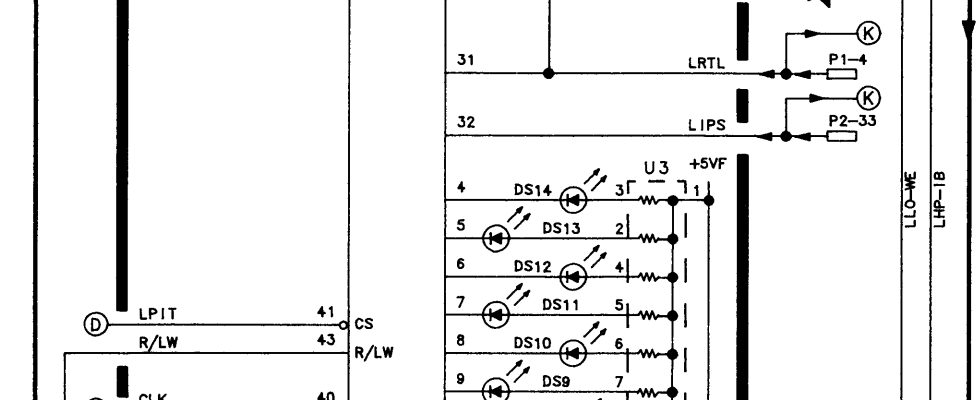 K
31 LRTL P1-4
K
32 LIPS P2-33
U3 +5VF
4 DS14 3 1
5 DS13 2
6 DS12 4
7 DS11 5
8 DS10 6
9 DS9 7
D LPIT 41 CS
R/LW 43 R/LW
CLK 40
LLO-WE
LHP-IB